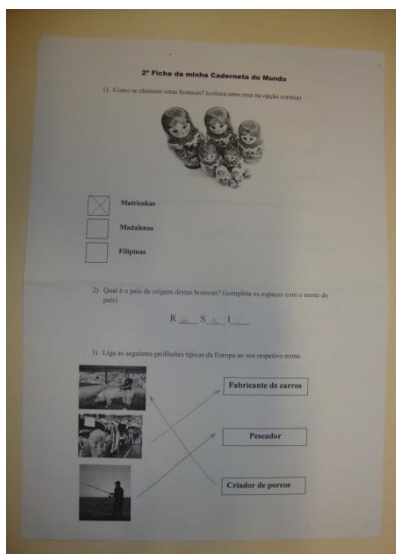 2ª Ficha da minha Caderneta do Mundo
1) Como se chamam estas bonecas? (coloca uma cruz na opção correta)
Matrioskas
Madalenas
Filipinas
2) Qual é o país de origem destas bonecas? (completa os espaços com o nome do
país)
R S I
3) Liga as seguintes profissões típicas da Europa ao seu respetivo nome.
Fabricante de carros
Pescador
Criador de porcos